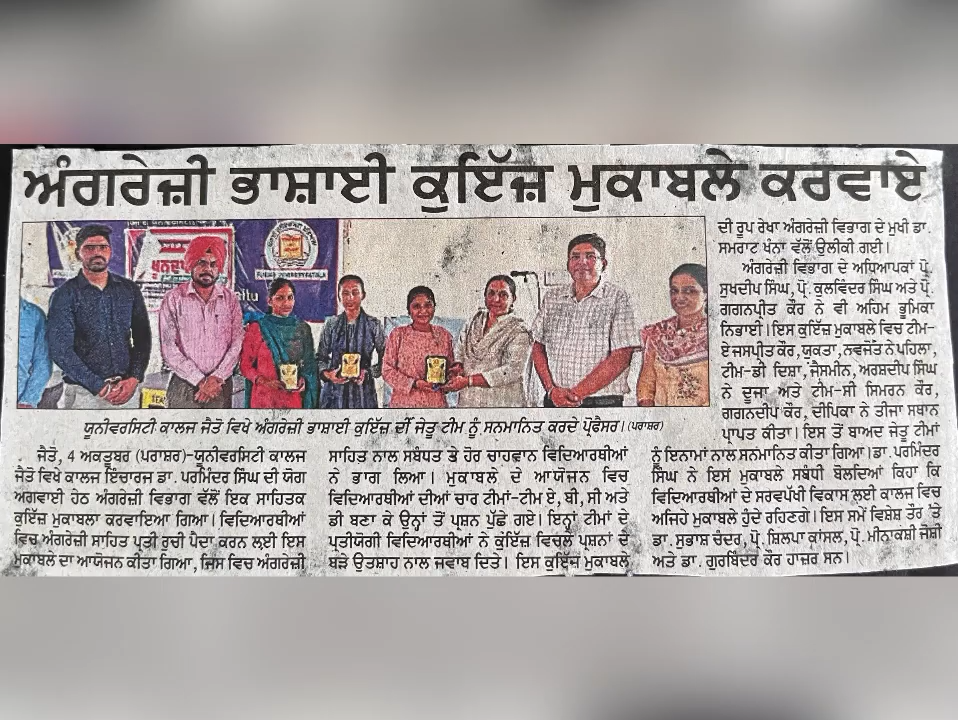 ਅੰਗਰੇਜ਼ੀ ਭਾਸ਼ਾਈ ਕੁਇੱਜ਼ ਮੁਕਾਬਲੇ ਕਰਵਾਏ
PUNJABI UNIVERSITY PATIALA
ਯੂਨੀਵਰਸਿਟੀ ਕਾਲਜ ਜੈਤੋ ਵਿਖੇ ਅੰਗਰੇਜ਼ੀ ਭਾਸ਼ਾਈ ਕੁਇਜ਼ ਦੀ ਜੇਤੂ ਟੀਮ ਨੂੰ ਸਨਮਾਨਿਤ ਕਰਦੇ ਪ੍ਰੋਫੈਸਰ। (ਪਰਾਸ਼ਰ)
ਜੈਤੋ, 4 ਅਕਤੂਬਰ (ਪਰਾਸ਼ਰ)-ਯੂਨੀਵਰਸਿਟੀ ਕਾਲਜ
ਜੈਤੋ ਵਿਖੇ ਕਾਲਜ ਇੰਚਾਰਜ ਡਾ. ਪਰਮਿੰਦਰ ਸਿੰਘ ਦੀ ਯੋਗ
ਅਗਵਾਈ ਹੇਠ ਅੰਗਰੇਜ਼ੀ ਵਿਭਾਗ ਵੱਲੋਂ ਇਕ ਸਾਹਿਤਕ
ਕੁਇੱਜ਼ ਮੁਕਾਬਲਾ ਕਰਵਾਇਆ ਗਿਆ। ਵਿਦਿਆਰਥੀਆਂ
ਵਿਚ ਅੰਗਰੇਜ਼ੀ ਸਾਹਿਤ ਪ੍ਰਤੀ ਰੁਚੀ ਪੈਦਾ ਕਰਨ ਲਈ ਇਸ
ਮੁਕਾਬਲੇ ਦਾ ਆਯੋਜਨ ਕੀਤਾ ਗਿਆ, ਜਿਸ ਵਿਚ ਅੰਗਰੇਜ਼ੀ
ਸਾਹਿਤ ਨਾਲ ਸਬੰਧਤ ਤੇ ਹੋਰ ਚਾਹਵਾਨ ਵਿਦਿਆਰਥੀਆਂ
ਨੇ ਭਾਗ ਲਿਆ। ਮੁਕਾਬਲੇ ਦੇ ਆਯੋਜਨ ਵਿਚ
ਵਿਦਿਆਰਥੀਆਂ ਦੀਆਂ ਚਾਰ ਟੀਮਾਂ-ਟੀਮ ਏ, ਬੀ, ਸੀ ਅਤੇ
ਡੀ ਬਣਾ ਕੇ ਉਨ੍ਹਾਂ ਤੋਂ ਪ੍ਰਸ਼ਨ ਪੁੱਛੇ ਗਏ। ਇਨ੍ਹਾਂ ਟੀਮਾਂ ਦੇ
ਪ੍ਰਤੀਯੋਗੀ ਵਿਦਿਆਰਥੀਆਂ ਨੇ ਕੁਇੱਜ਼ ਵਿਚਲੇ ਪ੍ਰਸ਼ਨਾਂ ਦੇ
ਬੜੇ ਉਤਸ਼ਾਹ ਨਾਲ ਜਵਾਬ ਦਿਤੇ। ਇਸ ਕੁਇੱਜ਼ ਮੁਕਾਬਲੇ
ਦੀ ਰੂਪ ਰੇਖਾ ਅੰਗਰੇਜ਼ੀ ਵਿਭਾਗ ਦੇ ਮੁਖੀ ਡਾ.
ਸਮਰਾਟ ਖੰਨਾ ਵੱਲੋਂ ਉਲੀਕੀ ਗਈ।
ਅੰਗਰੇਜ਼ੀ ਵਿਭਾਗ ਦੇ ਅਧਿਆਪਕਾਂ ਪ੍ਰੋ.
ਸੁਖਦੀਪ ਸਿੰਘ, ਪ੍ਰੋ. ਕੁਲਵਿੰਦਰ ਸਿੰਘ ਅਤੇ ਪ੍ਰੋ.
ਗਗਨਪ੍ਰੀਤ ਕੌਰ ਨੇ ਵੀ ਅਹਿਮ ਭੂਮਿਕਾ
ਨਿਭਾਈ। ਇਸ ਕੁਇੱਜ਼ ਮੁਕਾਬਲੇ ਵਿਚ ਟੀਮ-
ਏ ਜਸਪ੍ਰੀਤ ਕੌਰ, ਯੁਕਤਾ, ਨਵਜੋਤ ਨੇ ਪਹਿਲਾ,
ਟੀਮ-ਡੀ ਦਿਸ਼ਾ, ਜੈਸਮੀਨ, ਅਰਸ਼ਦੀਪ ਸਿੰਘ
ਨੇ ਦੂਜਾ ਅਤੇ ਟੀਮ-ਸੀ ਸਿਮਰਨ ਕੌਰ,
ਗਗਨਦੀਪ ਕੌਰ, ਦੀਪਿਕਾ ਨੇ ਤੀਜਾ ਸਥਾਨ
ਪ੍ਰਾਪਤ ਕੀਤਾ। ਇਸ ਤੋਂ ਬਾਅਦ ਜੇਤੂ ਟੀਮਾਂ
ਨੂੰ ਇਨਾਮਾਂ ਨਾਲ ਸਨਮਾਨਿਤ ਕੀਤਾ ਗਿਆ। ਡਾ. ਪਰਮਿੰਦਰ
ਸਿੰਘ ਨੇ ਇਸ ਮੁਕਾਬਲੇ ਸਬੰਧੀ ਬੋਲਦਿਆਂ ਕਿਹਾ ਕਿ
ਵਿਦਿਆਰਥੀਆਂ ਦੇ ਸਰਵਪੱਖੀ ਵਿਕਾਸ ਲਈ ਕਾਲਜ ਵਿਚ
ਅਜਿਹੇ ਮੁਕਾਬਲੇ ਹੁੰਦੇ ਰਹਿਣਗੇ। ਇਸ ਸਮੇਂ ਵਿਸ਼ੇਸ਼ ਤੌਰ 'ਤੇ
ਡਾ. ਸੁਭਾਸ਼ ਚੰਦਰ, ਪ੍ਰੋ. ਸ਼ਿਲਪਾ ਕਾਂਸਲ, ਪ੍ਰੋ. ਮੀਨਾਕਸ਼ੀ ਜੋਸ਼ੀ
ਅਤੇ ਡਾ. ਗੁਰਬਿੰਦਰ ਕੌਰ ਹਾਜ਼ਰ ਸਨ।